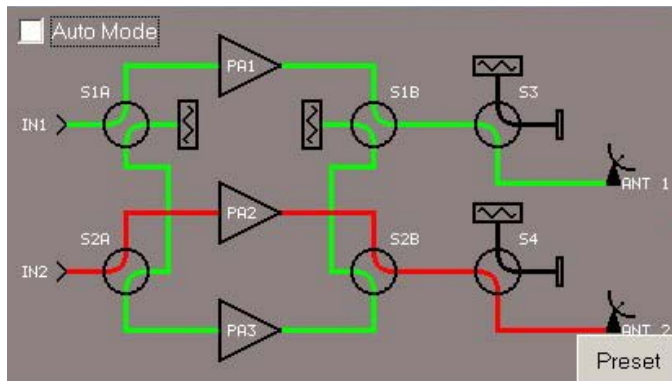 Auto Mode
PA1
S1A
S1B
S3
IN1
ANT 1
PA2
S2A
S2B
S4
IN2
PA3
ANT 2
Preset